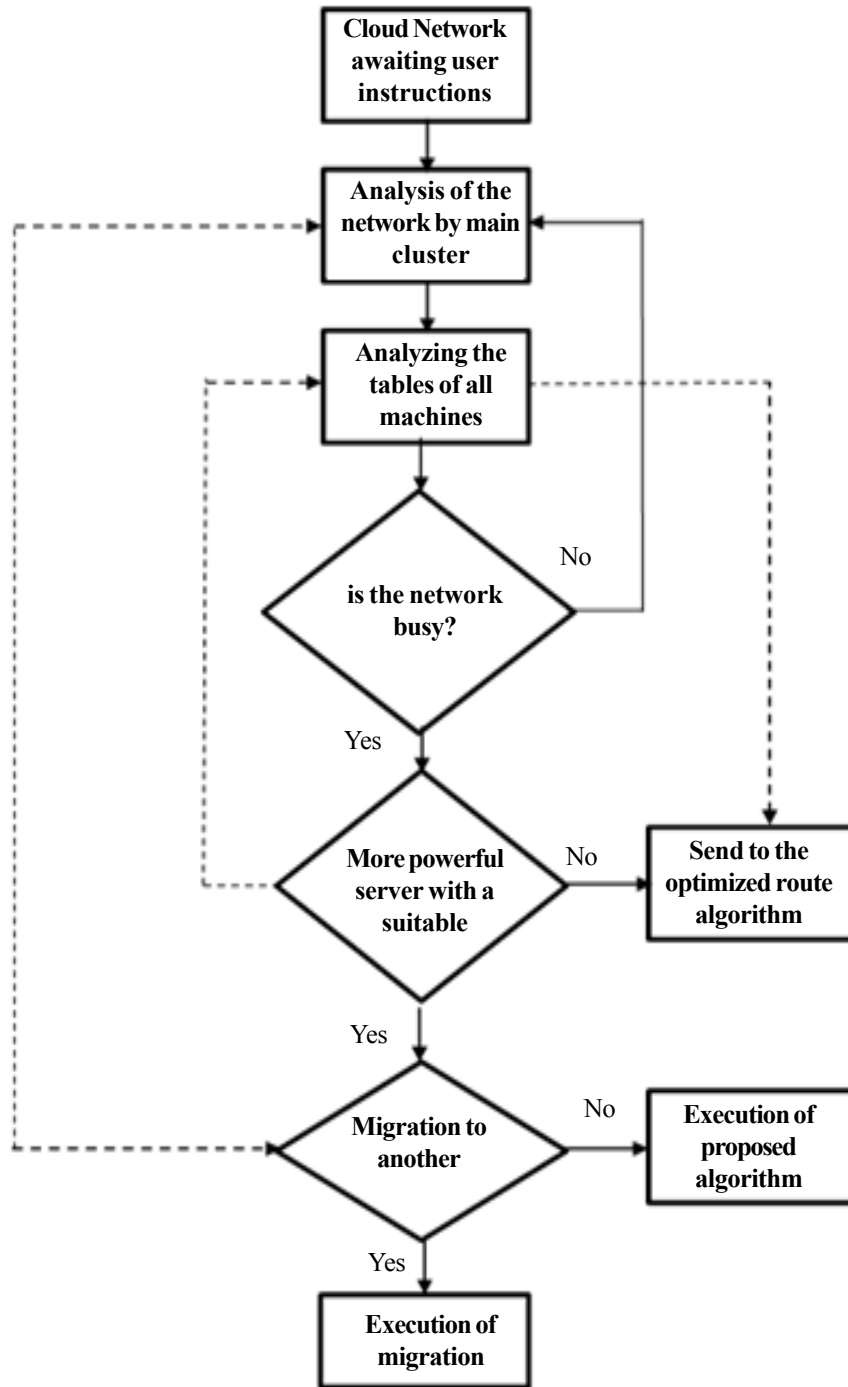 Cloud Network
awaiting user
instructions
Analysis of the
network by main
cluster
Analyzing the
tables of all
machines
No
is the network
busy?
Yes
More powerful
server with a
suitable
No
Send to the
optimized route
algorithm
Yes
Migration to
another
No
Execution of
proposed
algorithm
Yes
Execution of
migration